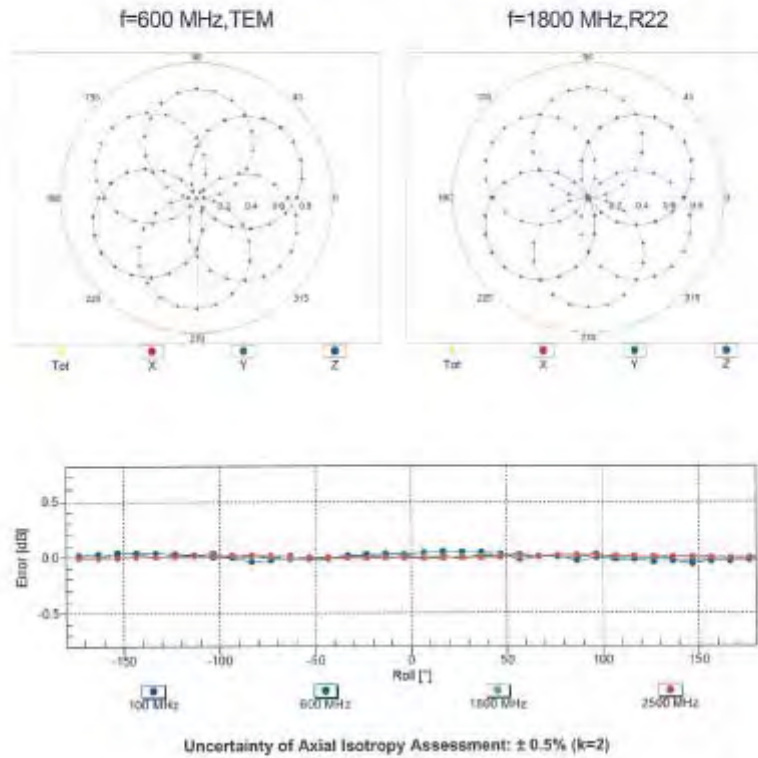 f=600 MHz,TEM
f=1800 MHz,R22
90
90
135
45
135
45
180
0.2 0.4 0.6 0.8
0
180
0.2 0.4 0.6 0.8
0
225
315
225
315
270
270
Tot X Y Z
Tot X Y Z
Error [dB]
0.5
0.0
-0.5
-150 -100 -50 0 50 100 150
Roll [°]
100 MHz 600 MHz 1800 MHz 2500 MHz
Uncertainty of Axial Isotropy Assessment: ± 0.5% (k=2)